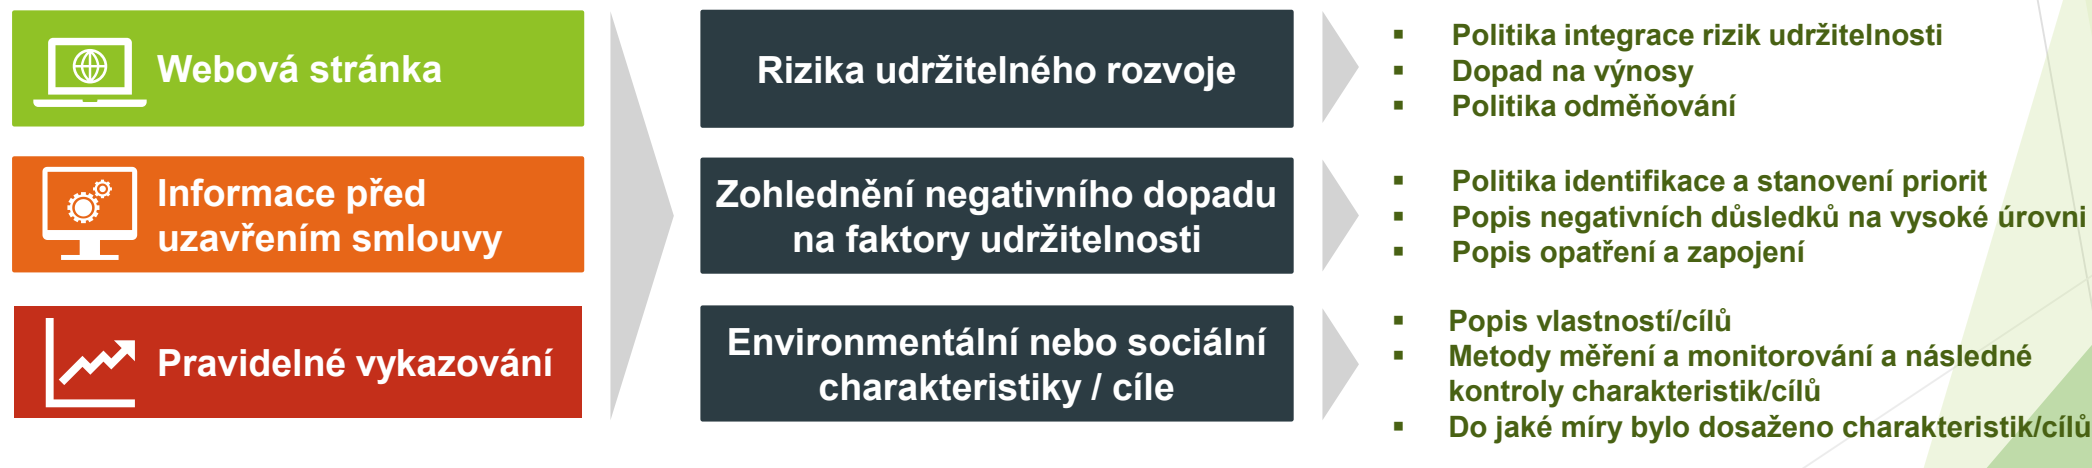 Webová stránka
Informace před
uzavřením smlouvy
Pravidelné vykazování
Rizika udržitelného rozvoje
Zohlednění negativního dopadu
na faktory udržitelnosti
Environmentální nebo sociální
charakteristiky / cíle
▪ Politika integrace rizik udržitelnosti
▪ Dopad na výnosy
▪ Politika odměňování
▪ Politika identifikace a stanovení priorit
▪ Popis negativních důsledků na vysoké úrovni
▪ Popis opatření a zapojení
▪ Popis vlastností/cílů
▪ Metody měření a monitorování a následné
kontroly charakteristik/cílů
▪ Do jaké míry bylo dosaženo charakteristik/cílů